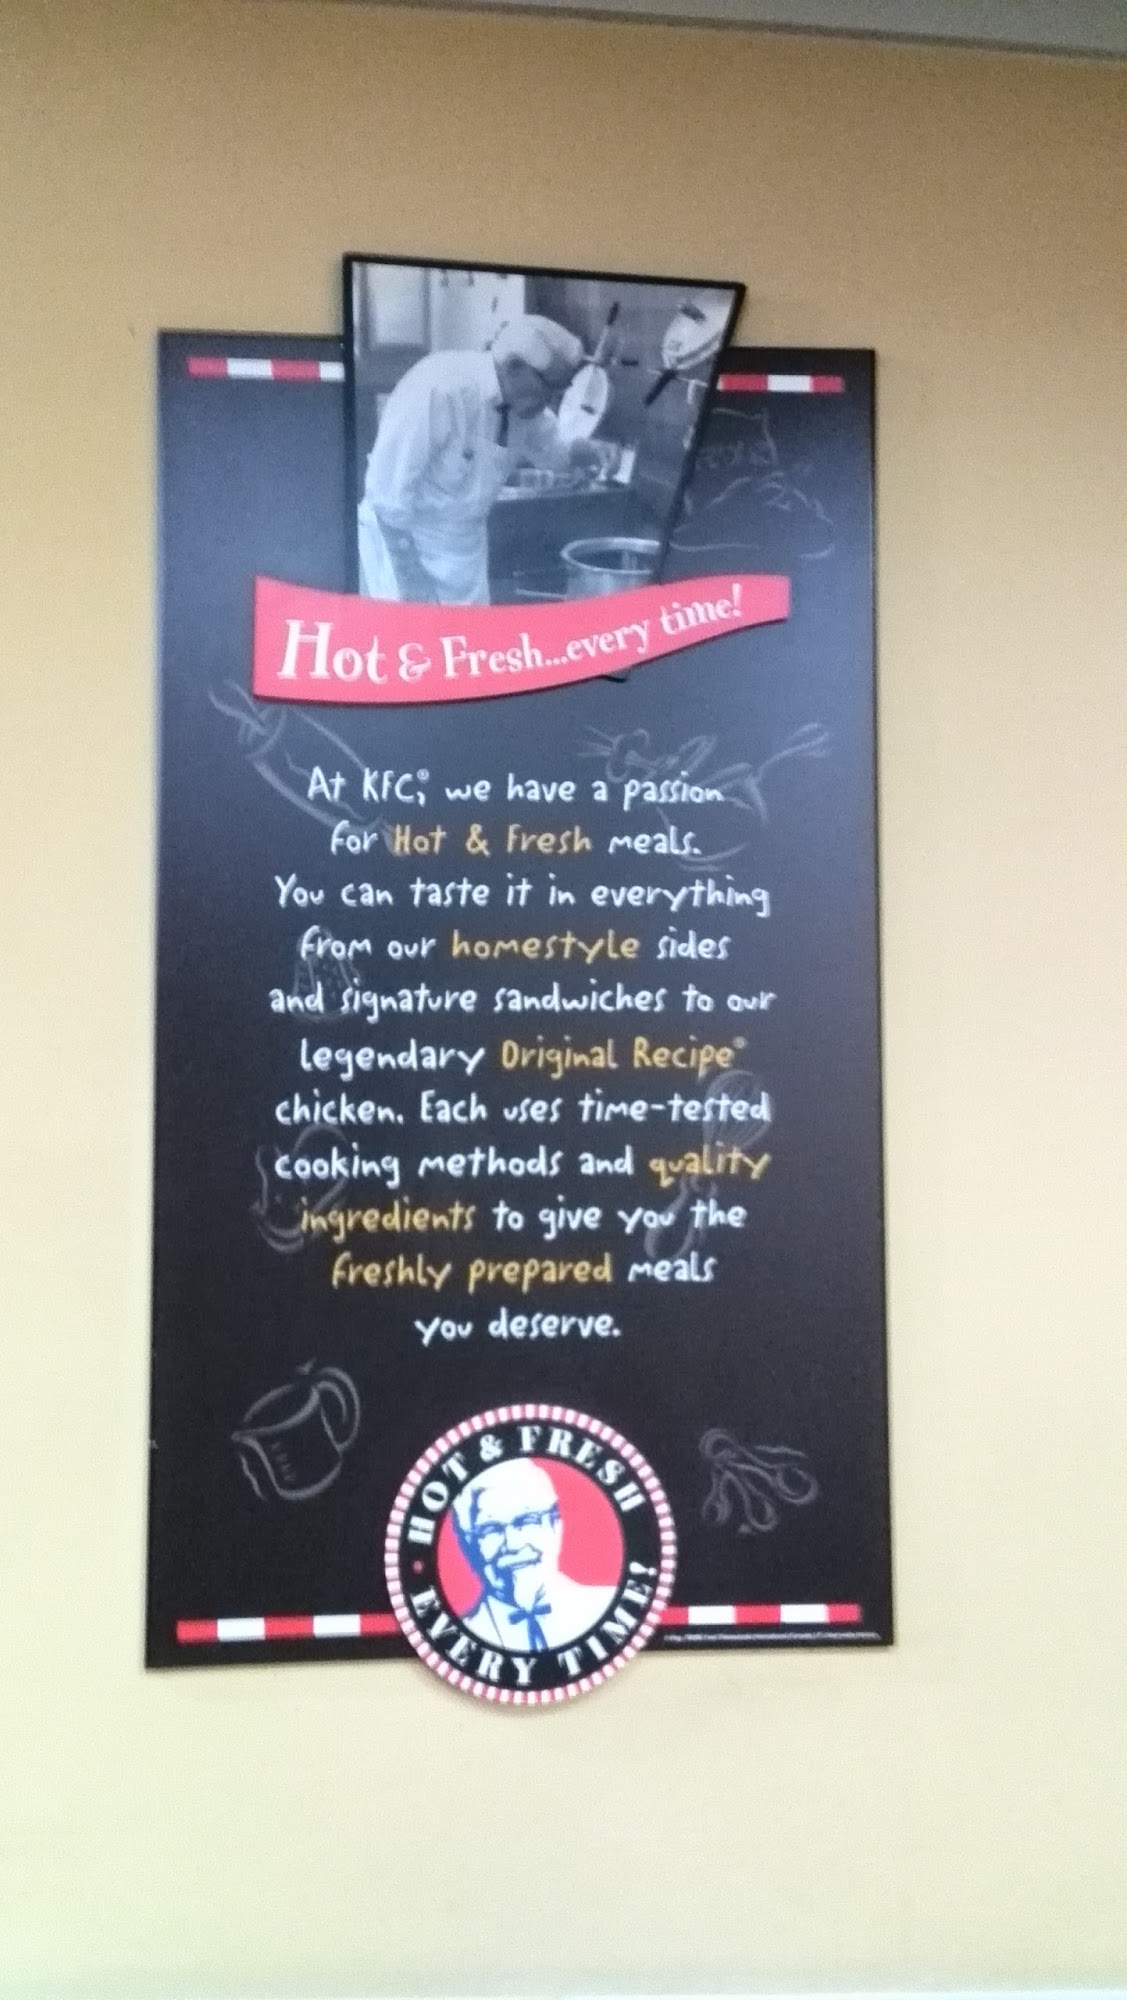 Hot & Fresh...every time!
At KFC®, we have a passion
for Hot & Fresh meals.
You can taste it in everything
from our homestyle sides
and signature sandwiches to our
legendary Original Recipe®
chicken. Each uses time-tested
cooking methods and quality
ingredients to give you the
freshly prepared meals
you deserve.
HOT & FRESH
EVERY TIME!